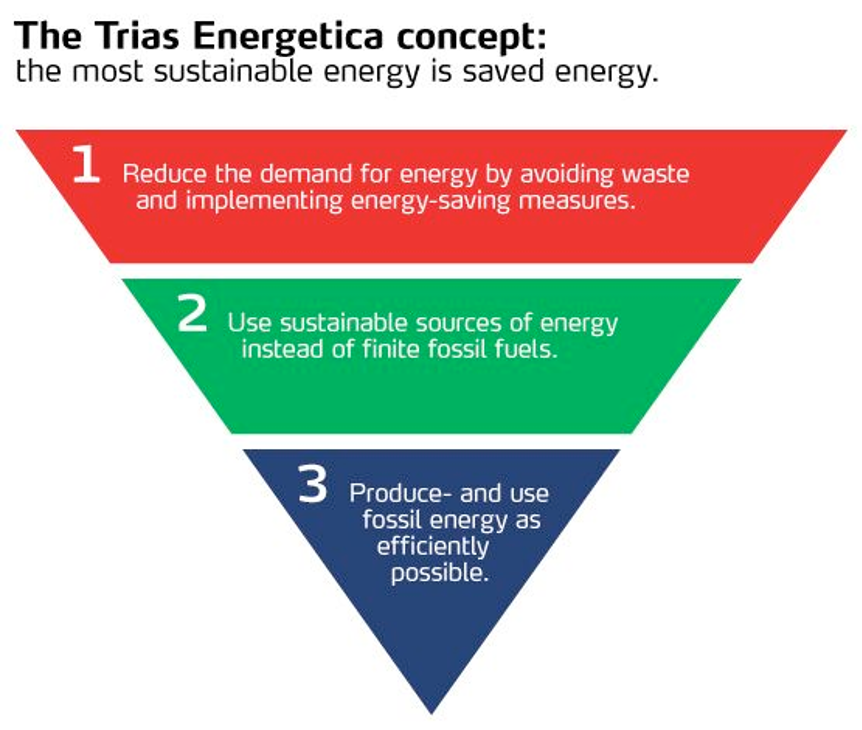 The Trias Energetica concept:
the most sustainable energy is saved energy.
1 Reduce the demand for energy by avoiding waste
and implementing energy-saving measures.
2 Use sustainable sources of energy
instead of finite fossil fuels.
3 Produce- and use
fossil energy as
efficiently
possible.